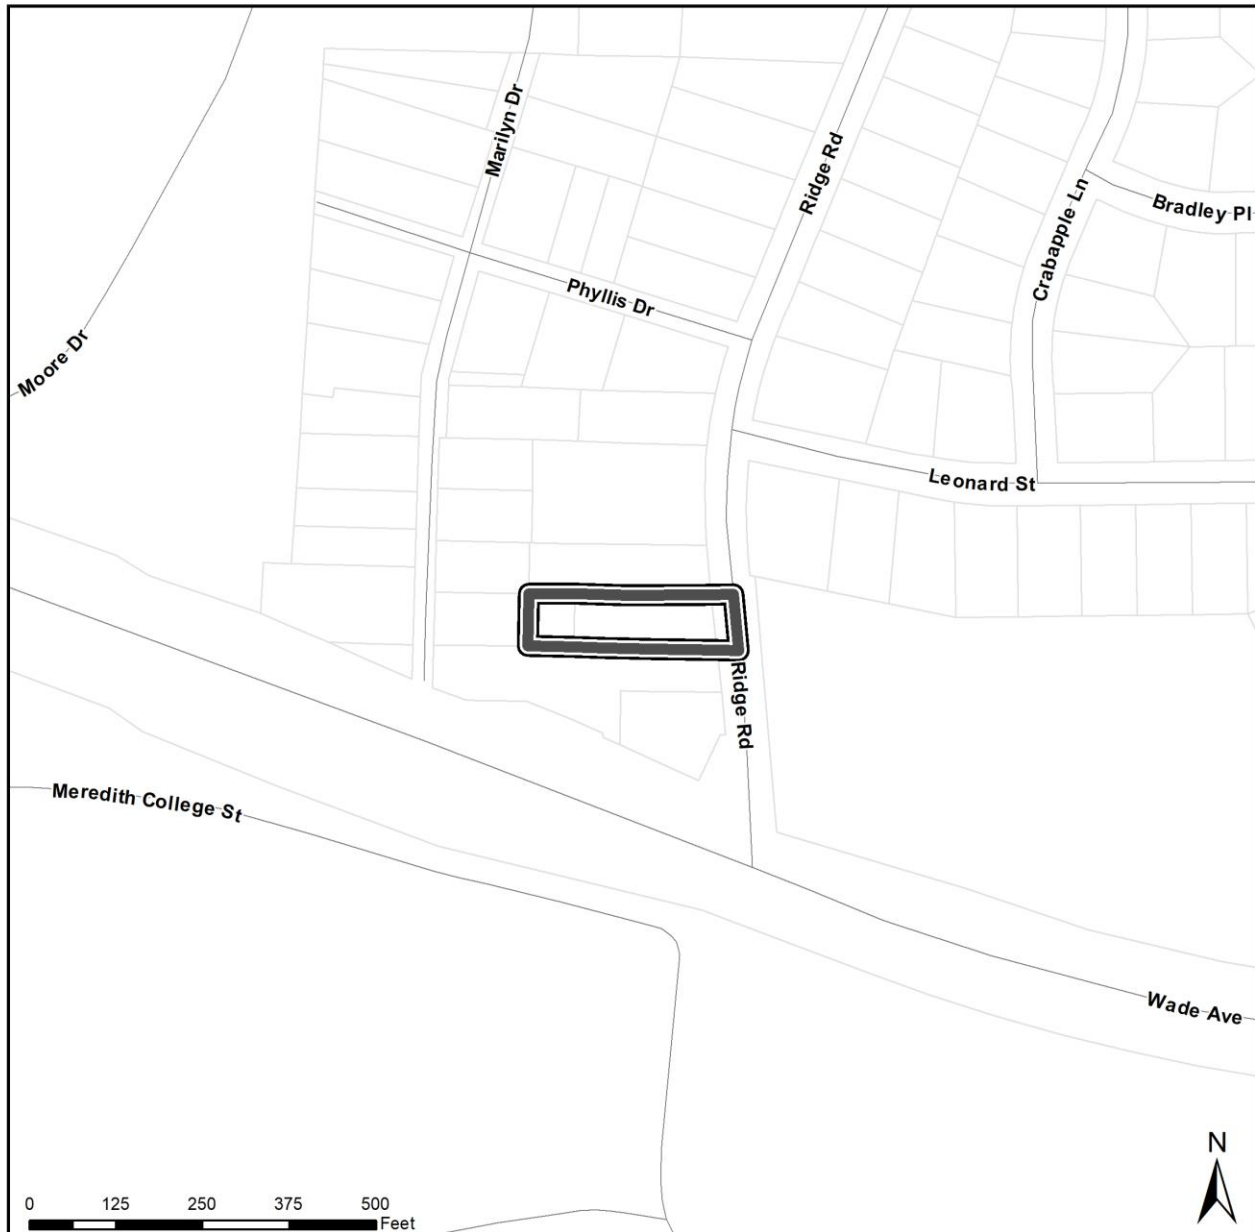 Marilyn Dr
Ridge Rd
Crabapple Ln
Bradley Pl
Phyllis Dr
Moore Dr
Leonard St
Ridge Rd
Meredith College St
Wade Ave
N
0 125 250 375 500
Feet